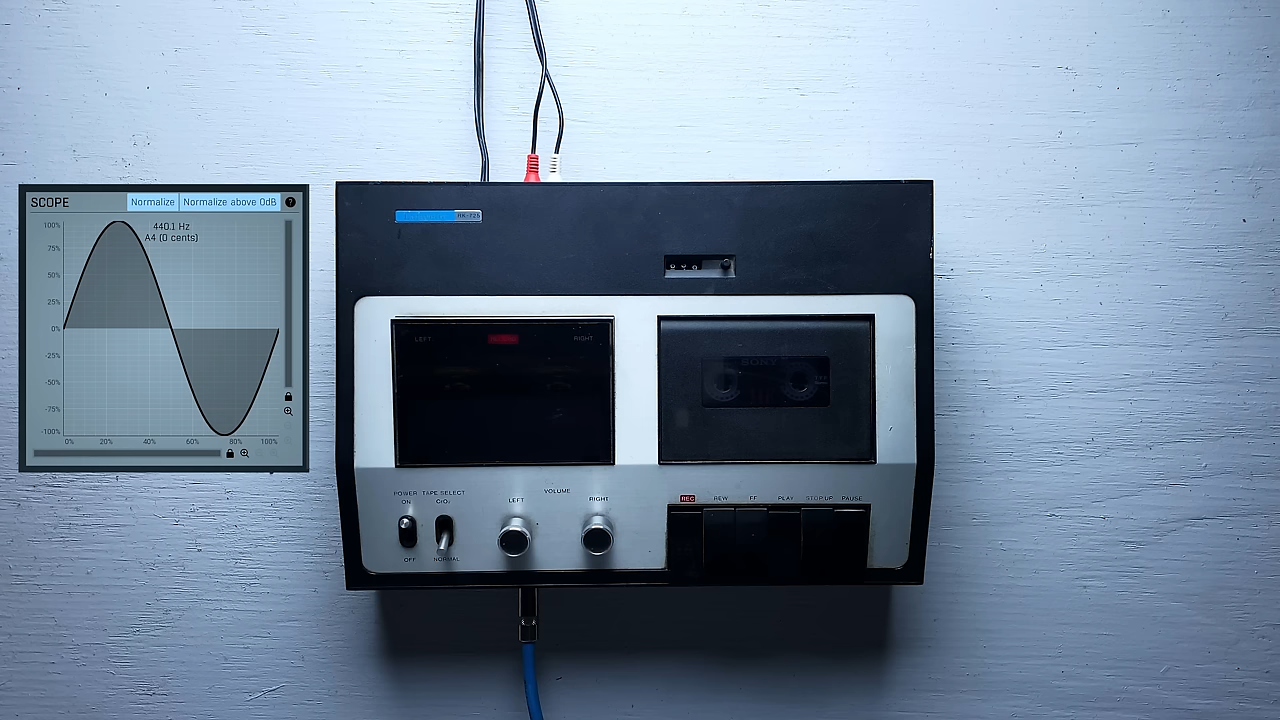 SCOPE
Normalize
Normalize above 0dB
?
440.1 Hz
A4 (0 cents)
100%
75%
50%
25%
0%
-25%
-50%
-75%
-100%
0%
20%
40%
60%
80%
100%
LEFT
RIGHT
SONY
POWER
TAPE SELECT
ON
CrO₂
OFF
NORMAL
VOLUME
LEFT
RIGHT
REC
REW
FF
PLAY
STOP·UP
PAUSE